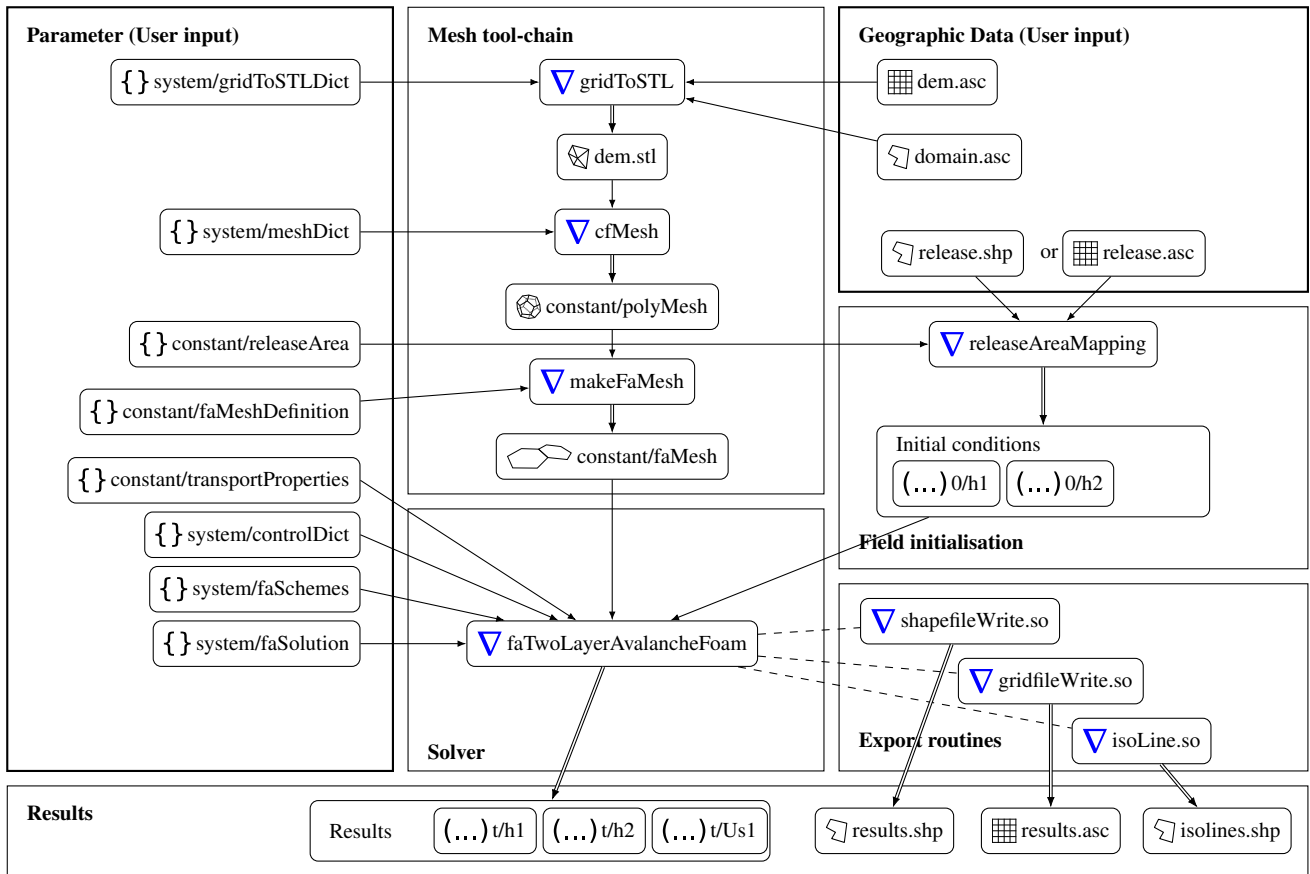 Parameter (User input)
{} system/gridToSTLDict
{} system/meshDict
{} constant/releaseArea
{} constant/faMeshDefinition
{} constant/transportProperties
{} system/controlDict
{} system/faSchemes
{} system/faSolution
Mesh tool-chain
gridToSTL
dem.stl
cfMesh
constant/polyMesh
makeFaMesh
constant/faMesh
faTwoLayerAvalancheFoam
Solver
Geographic Data (User input)
dem.asc
domain.asc
release.shp or release.asc
releaseAreaMapping
Initial conditions
(...) 0/h1 (...) 0/h2
Field initialisation
shapefileWrite.so
gridfileWrite.so
isoLine.so
Export routines
Results
Results (...) t/h1 (...) t/h2 (...) t/Us1
results.shp results.asc isolines.shp